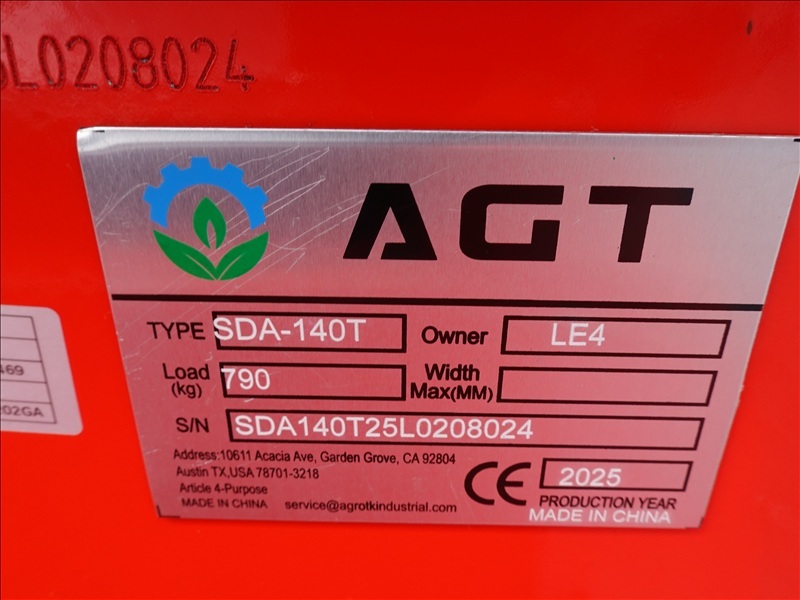 L0208024
AGT
TYPE SDA-140T Owner LE4
Load (kg) 790 Width Max(MM)
S/N SDA140T25L0208024
Address:10611 Acacia Ave, Garden Grove, CA 92804
Austin TX,USA 78701-3218
Article 4-Purpose
MADE IN CHINA service@agrotkindustrial.com
CE 2025
PRODUCTION YEAR
MADE IN CHINA
469
202GA